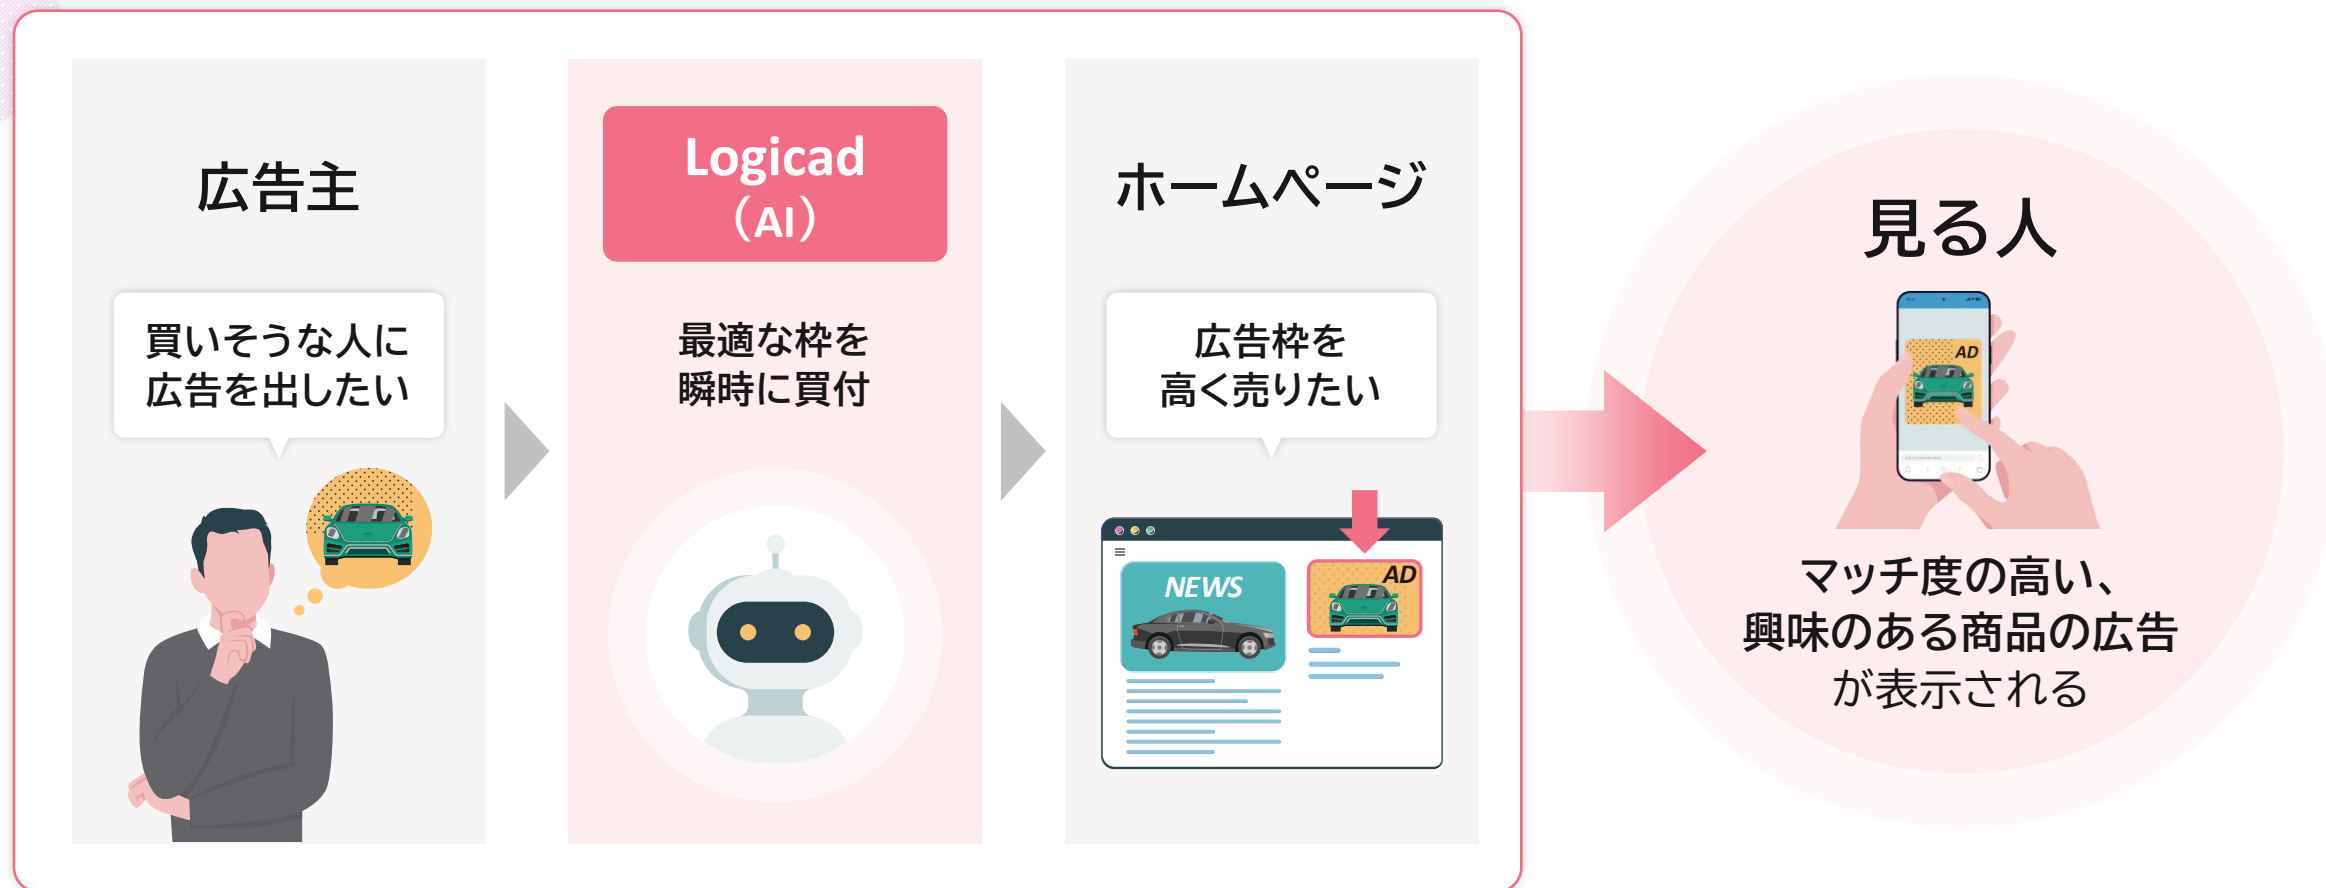 広告主
買いそうな人に
広告を出したい
Logicad
（AI）
最適な枠を
瞬時に買付
ホームページ
広告枠を
高く売りたい
NEWS
AD
見る人
AD
マッチ度の高い、
興味のある商品の広告
が表示される